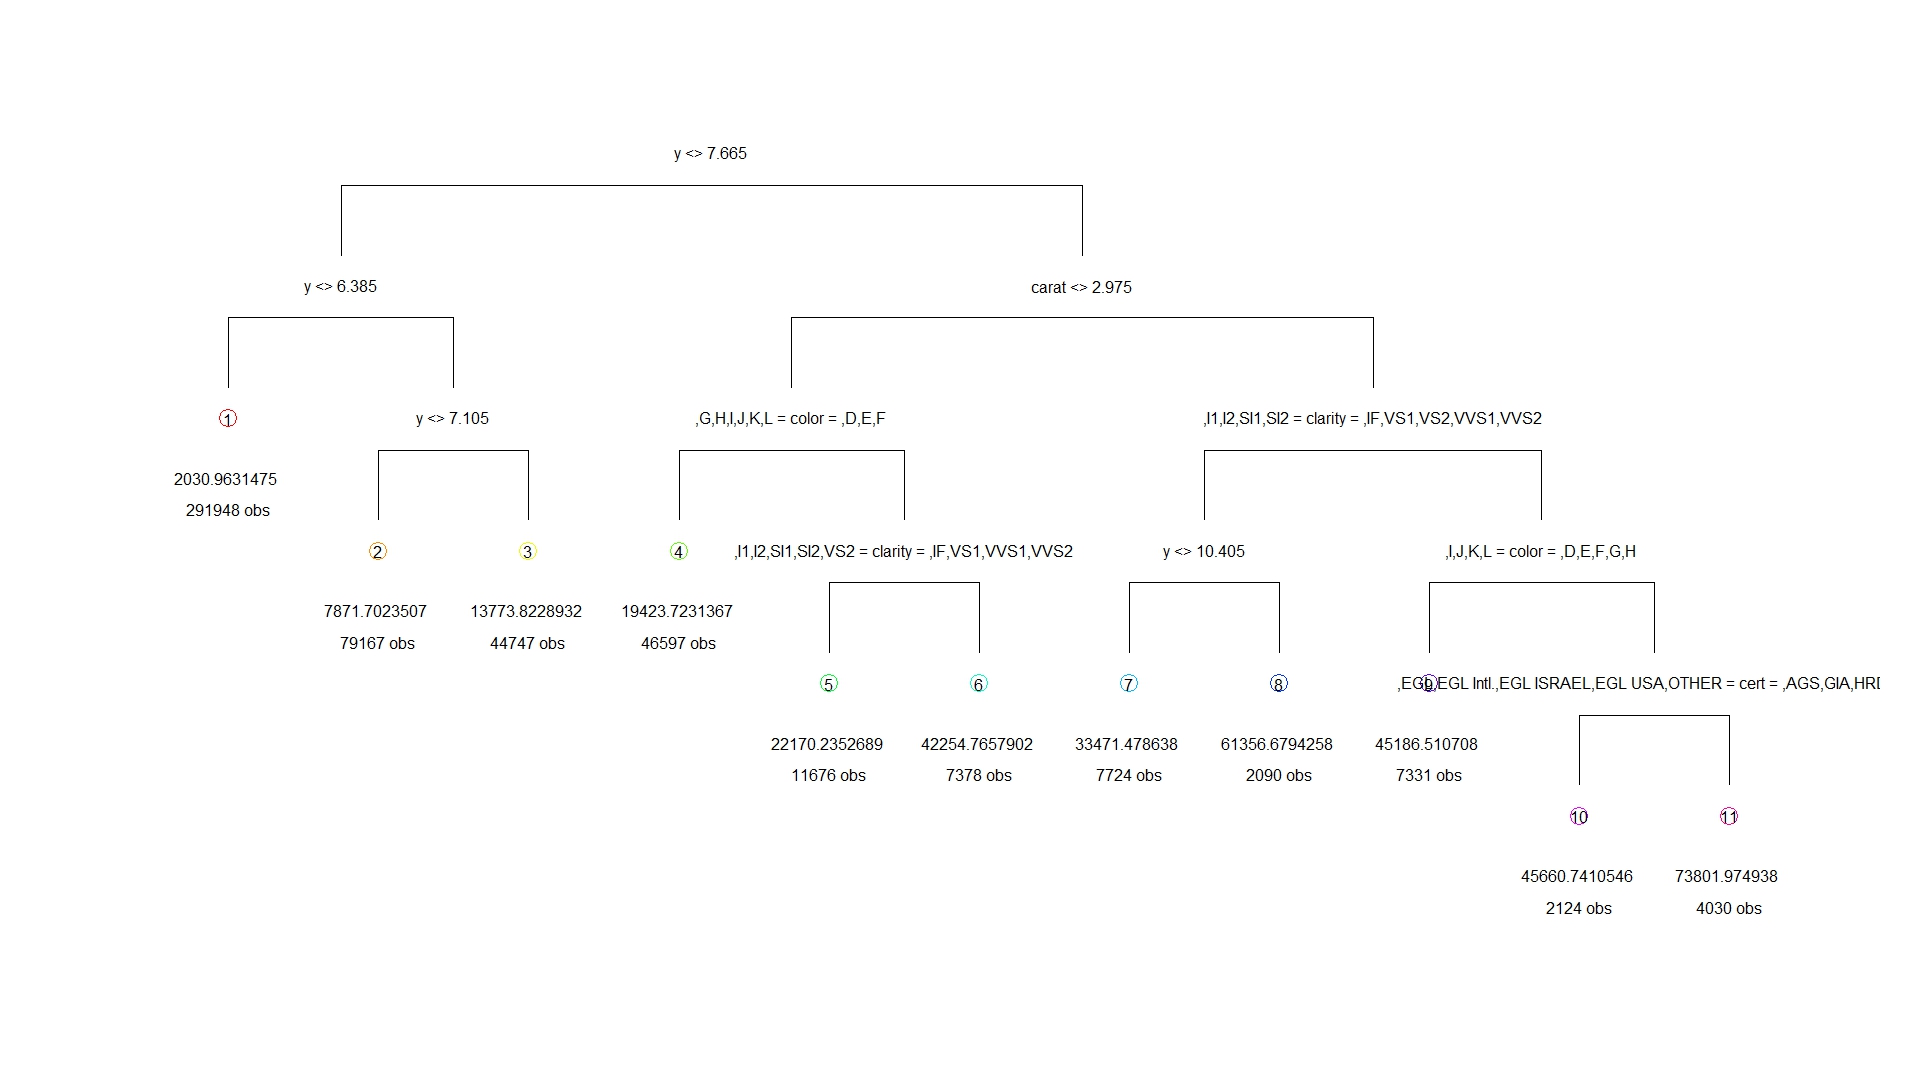 y <> 7.665
y <> 6.385
carat <> 2.975
1
y <> 7.105
,G,H,I,J,K,L = color = ,D,E,F
,I1,I2,SI1,SI2 = clarity = ,IF,VS1,VS2,VVS1,VVS2
2030.9631475
291948 obs
2
3
4
,I1,I2,SI1,SI2,VS2 = clarity = ,IF,VS1,VVS1,VVS2
y <> 10.405
,I,J,K,L = color = ,D,E,F,G,H
7871.7023507
13773.8228932
19423.7231367
79167 obs
44747 obs
46597 obs
5
6
7
8
9
,EGL,EGL Intl.,EGL ISRAEL,EGL USA,OTHER = cert = ,AGS,GIA,HRD
22170.2352689
42254.7657902
33471.478638
61356.6794258
45186.510708
11676 obs
7378 obs
7724 obs
2090 obs
7331 obs
10
11
45660.7410546
73801.974938
2124 obs
4030 obs